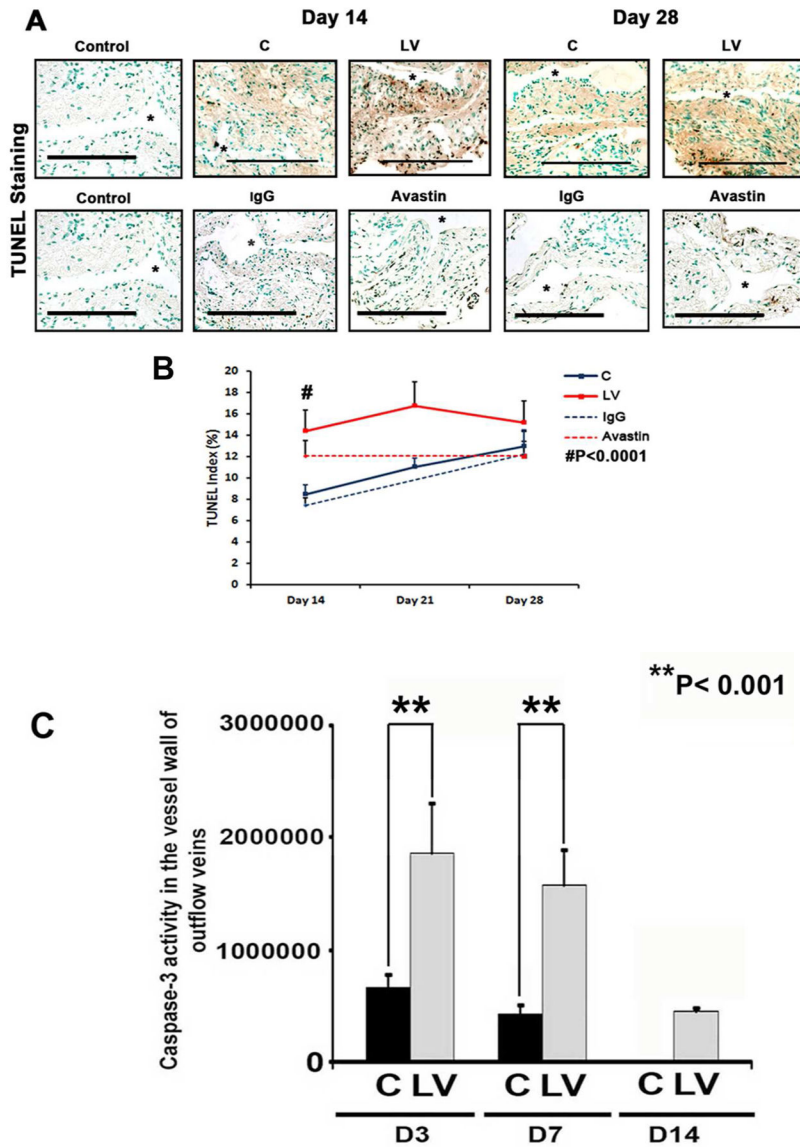 A
Day 14
Day 28
Control
C
LV
C
LV
TUNEL Staining
Control
IgG
Avastin
IgG
Avastin
*
B
20
18
16
14
12
10
8
6
4
2
0
TUNEL Index (%)
#
Day 14
Day 21
Day 28
C
LV
IgG
Avastin
#P<0.0001
C
**P< 0.001
Caspase-3 activity in the vessel wall of
outflow veins
3000000
2000000
1000000
0
**
**
C LV
C LV
C LV
D3
D7
D14